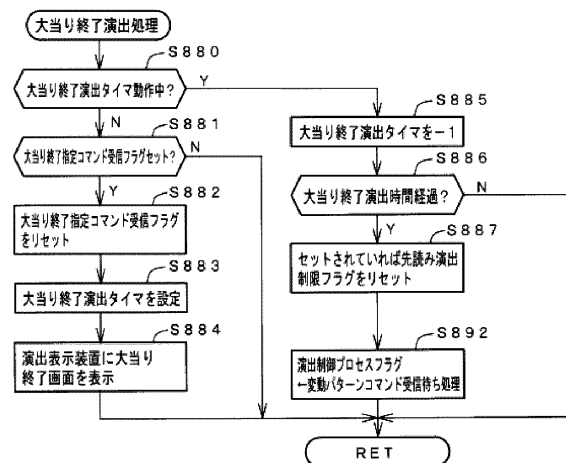 大当り終了演出処理
S880
大当り終了演出タイマ動作中?
Y
N
S881
大当り終了指定コマンド受信フラグセット?
N
Y
S882
大当り終了指定コマンド受信フラグ
をリセット
S883
大当り終了演出タイマを設定
S884
演出表示装置に大当り
終了画面を表示
S885
大当り終了演出タイマを-1
S886
大当り終了演出時間経過?
N
Y
S887
セットされていれば先読み演出
制限フラグをリセット
S892
演出制御プロセスフラグ
←変動パターンコマンド受信待ち処理
RET